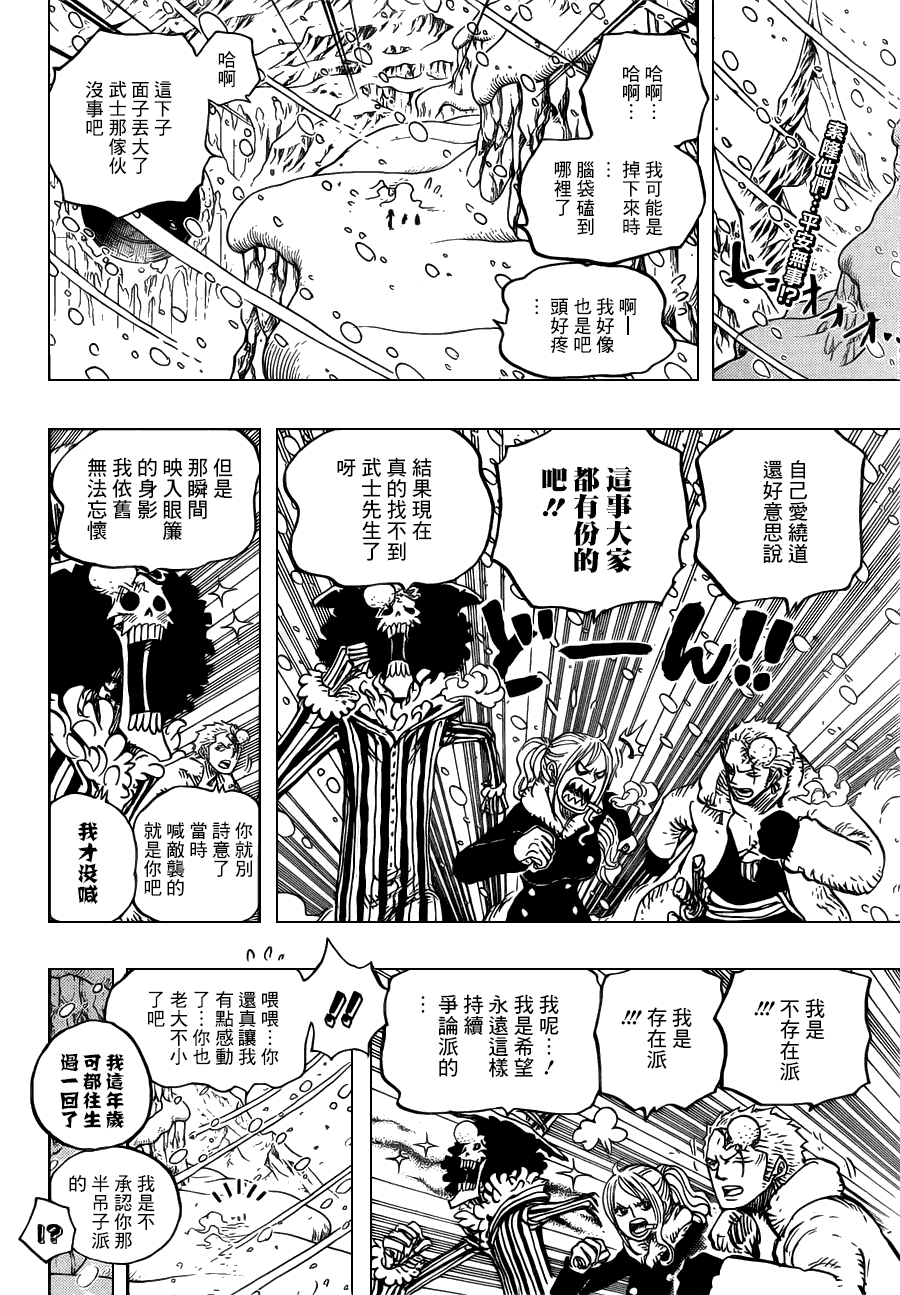 索隆他們…平安無事!?
哈啊…
哈啊…
我可能是
掉下來時
…
腦袋磕到
哪裡了
啊—
我好像
也是吧
頭好疼
…
哈啊
這下子
面子丟大了
武士那傢伙
沒事吧
自己愛繞道
還好意思說
這事大家
都有份的
吧!!
どーん!!
結果現在
真的找不到
武士先生了
呀
但是
那瞬間
映入眼簾
的身影
我依舊
無法忘懷
你就別
詩意了
當時
喊敵襲的
就是你吧
我才没喊
我是
不存在派
!!!
我是
存在派
!!!
我呢…!
我是希望
永遠這樣
持續
爭論派的
…
!!
喂喂…你
還真讓我
有點感動
了…你也
老大不小
了吧
我這年歲
可都往生
過一回了
我是不
承認你那
半吊子派
的
!?